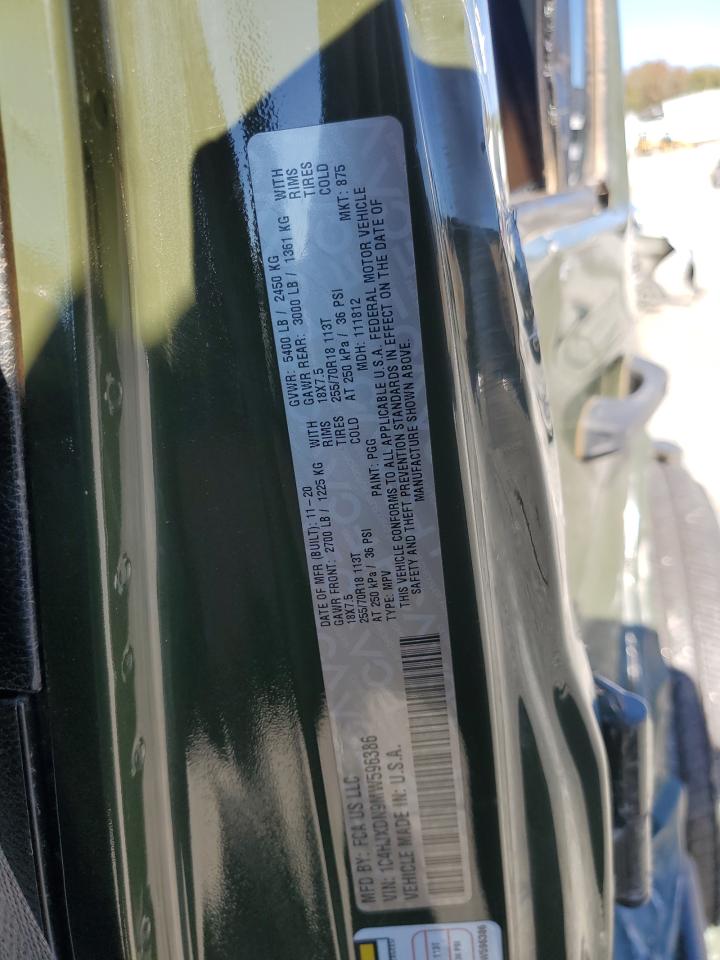 MFD BY: FCA US LLC
VIN: 1C4HJXDN9MW596386
VEHICLE MADE IN: U.S.A.
DATE OF MFR (BUILT): 11-20 GVWR: 5400 LB / 2450 KG
GAWR FRONT: 2700 LB / 1225 KG WITH GAWR REAR: 3000 LB / 1361 KG WITH
18X7.5 RIMS 18X7.5 RIMS
255/70R18 113T TIRES 255/70R18 113T TIRES
AT 250 kPa / 36 PSI COLD AT 250 kPa / 36 PSI COLD
TYPE: MPV PAINT: PGG MDH: 111812 MKT: 875
THIS VEHICLE CONFORMS TO ALL APPLICABLE U.S.A. FEDERAL MOTOR VEHICLE
SAFETY AND THEFT PREVENTION STANDARDS IN EFFECT ON THE DATE OF
MANUFACTURE SHOWN ABOVE.
113T
PSI
W596386